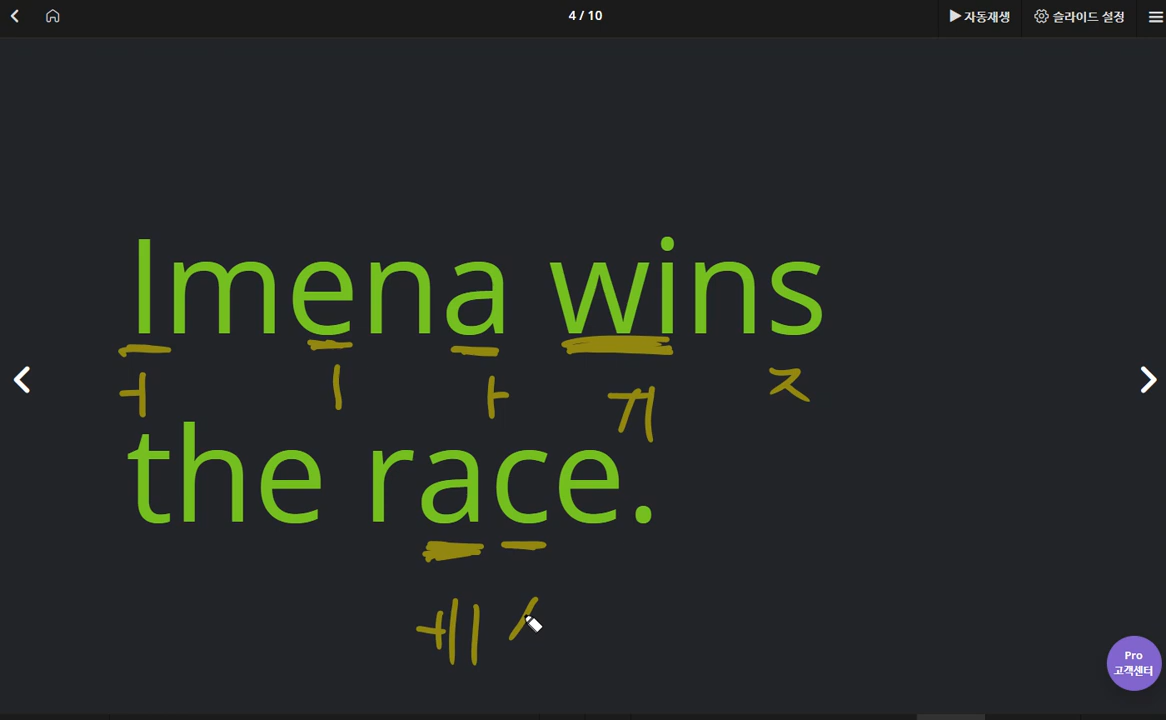 4 / 10
▶ 자동재생
슬라이드 설정
Imena wins
ㅓ ㅣ ㅏ ㅟ ㅈ
the race.
ㅔㅣ ㅅ
Pro
고객센터